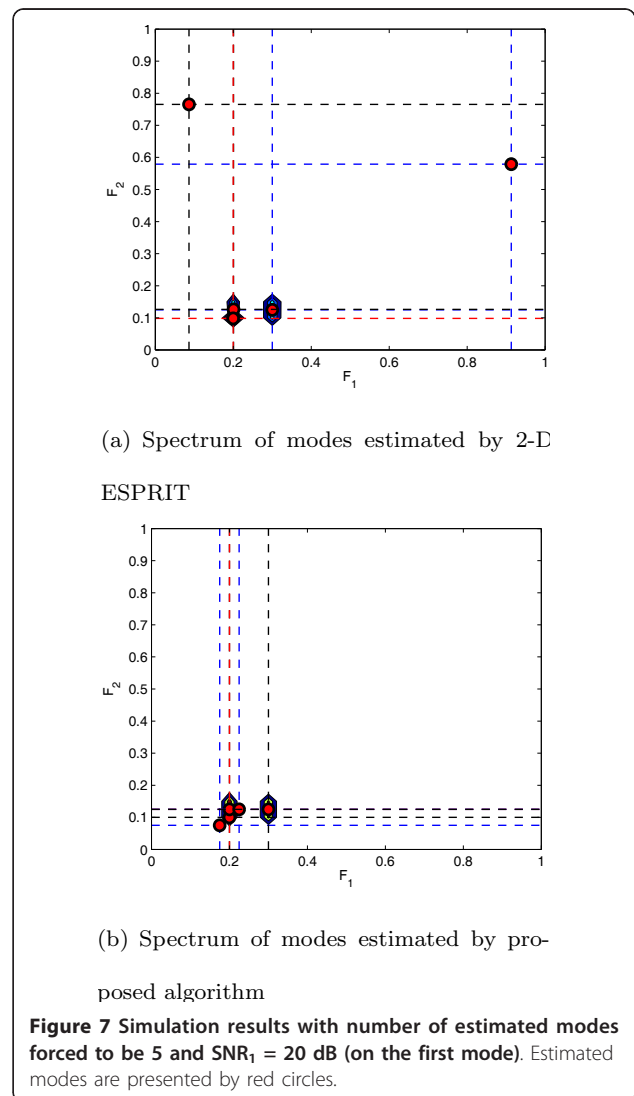 1
0.9
0.8
0.7
0.6
0.5
0.4
0.3
0.2
0.1
0
F2
0 0.2 0.4 0.6 0.8 1
F1
(a) Spectrum of modes estimated by 2-D
ESPRIT
1
0.9
0.8
0.7
0.6
0.5
0.4
0.3
0.2
0.1
0
F2
0 0.2 0.4 0.6 0.8 1
F1
(b) Spectrum of modes estimated by pro-
posed algorithm
Figure 7 Simulation results with number of estimated modes
forced to be 5 and SNR1 = 20 dB (on the first mode). Estimated
modes are presented by red circles.